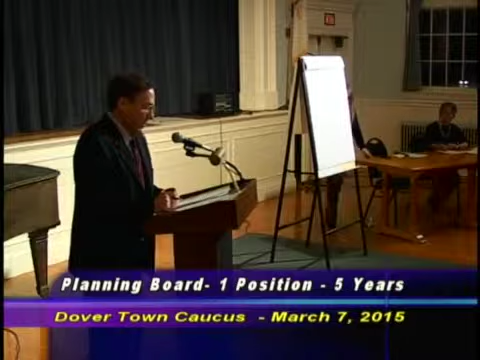 Planning Board- 1 Position - 5 Years
Dover Town Caucus - March 7, 2015